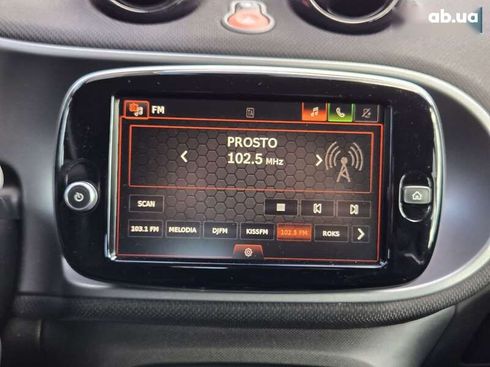 ab.ua
FM
PROSTO
102.5 MHz
SCAN
103.1 FM MELODIA DJFM KISSFM 102.5 FM ROKS